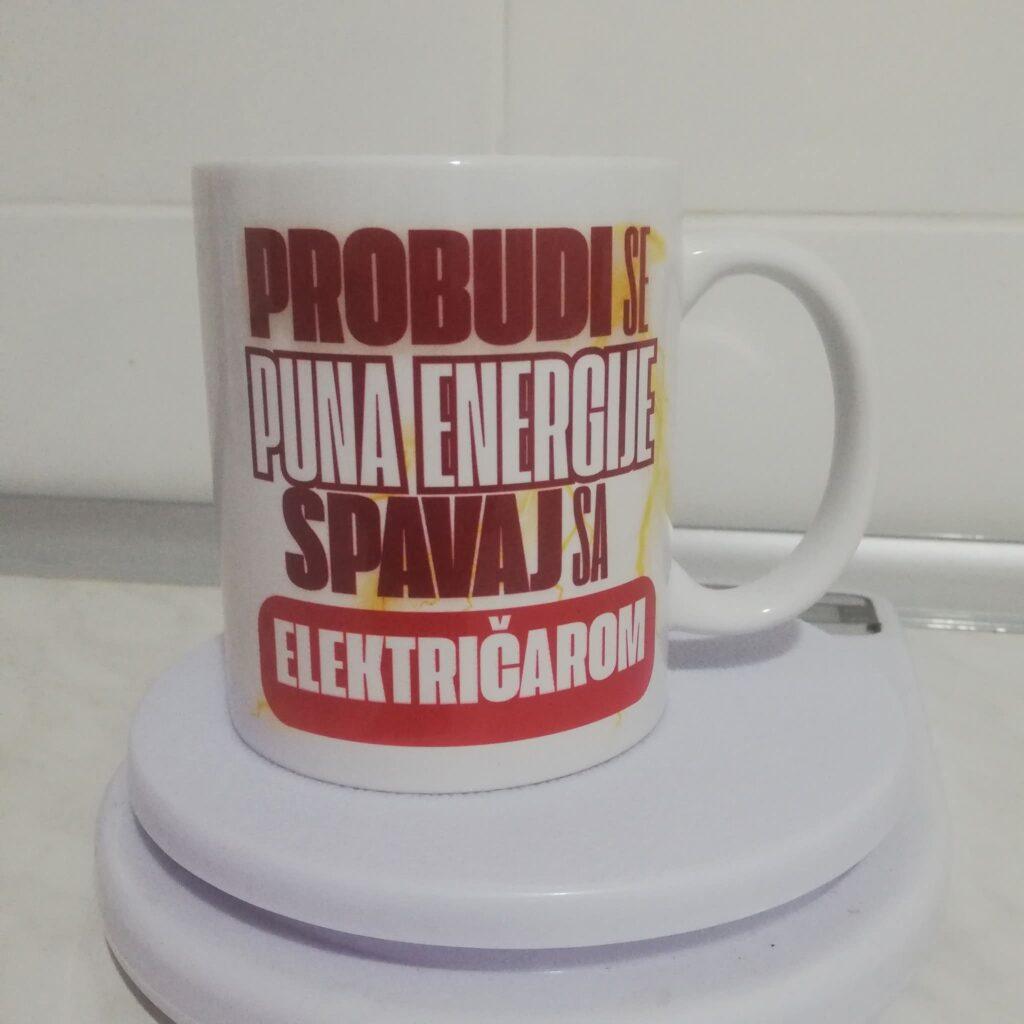 PROBUDI SE
PUNA ENERGIJE
SPAVAJ SA
ELEKTRIČAROM